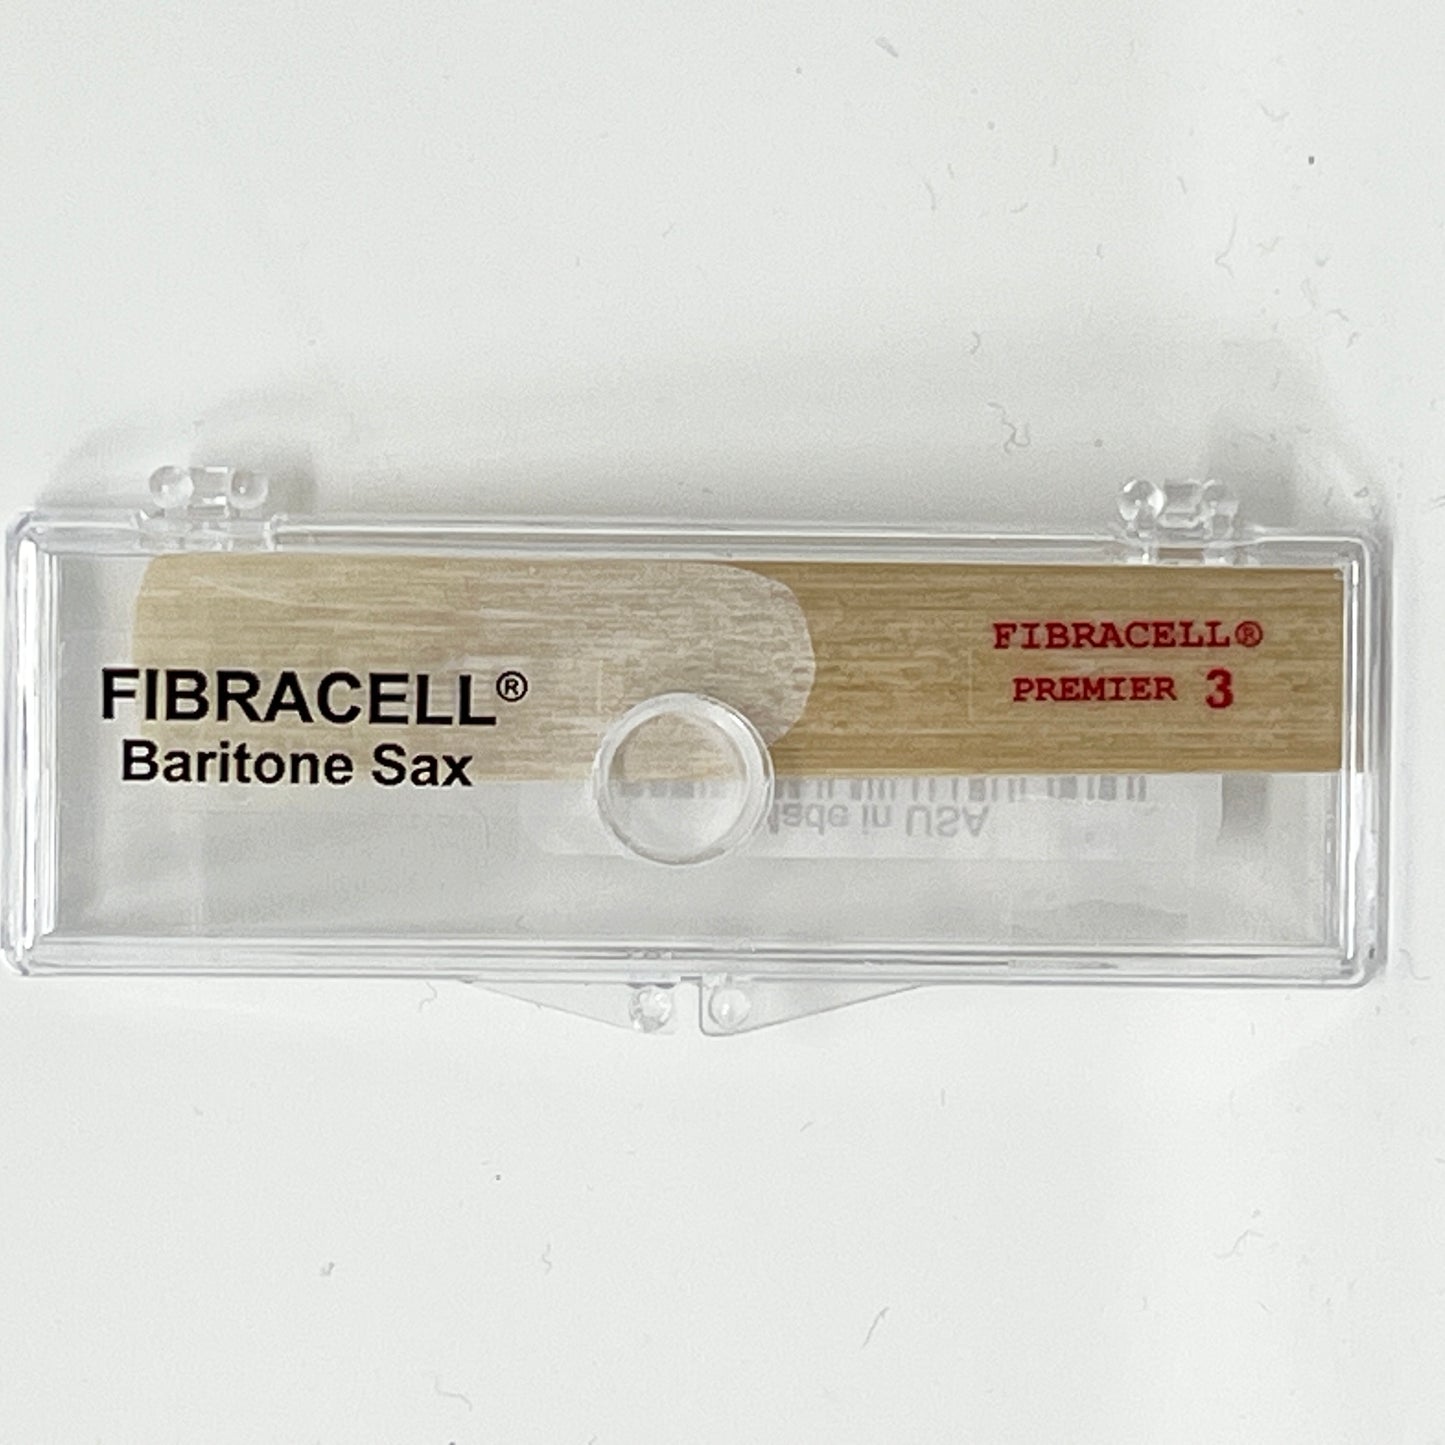 FIBRACELL®
Baritone Sax
FIBRACELL®
PREMIER 3
Made in USA